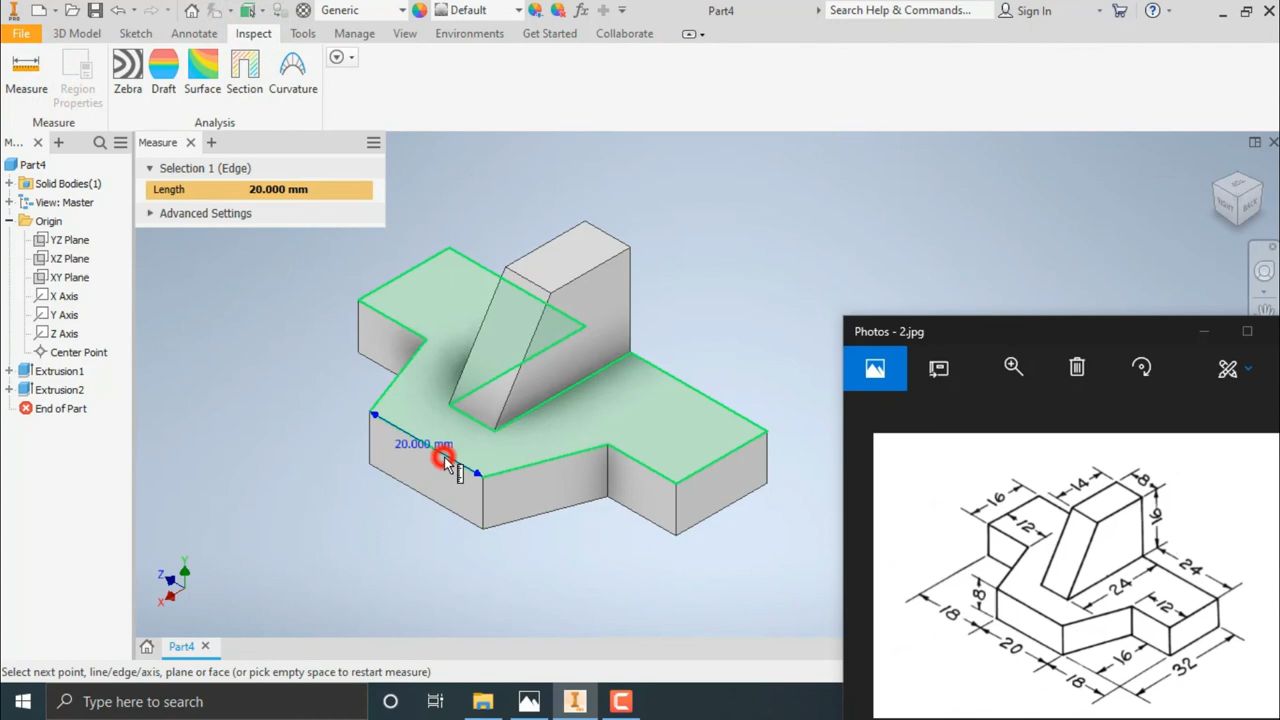 Generic
Default
Part4
Search Help & Commands...
Sign In
File
3D Model
Sketch
Annotate
Inspect
Tools
Manage
View
Environments
Get Started
Collaborate
Measure
Region
Properties
Zebra
Draft
Surface
Section
Curvature
Measure
Analysis
M...
Measure
Part4
Solid Bodies(1)
View: Master
Origin
YZ Plane
XZ Plane
XY Plane
X Axis
Y Axis
Z Axis
Center Point
Extrusion1
Extrusion2
End of Part
Selection 1 (Edge)
Length 20.000 mm
Advanced Settings
20.000 mm
RIGHT
BACK
Z
Y
X
Photos - 2.jpg
16
14
8
12
16
24
24
8
12
18
20
16
18
32
Part4
Select next point, line/edge/axis, plane or face (or pick empty space to restart measure)
Type here to search